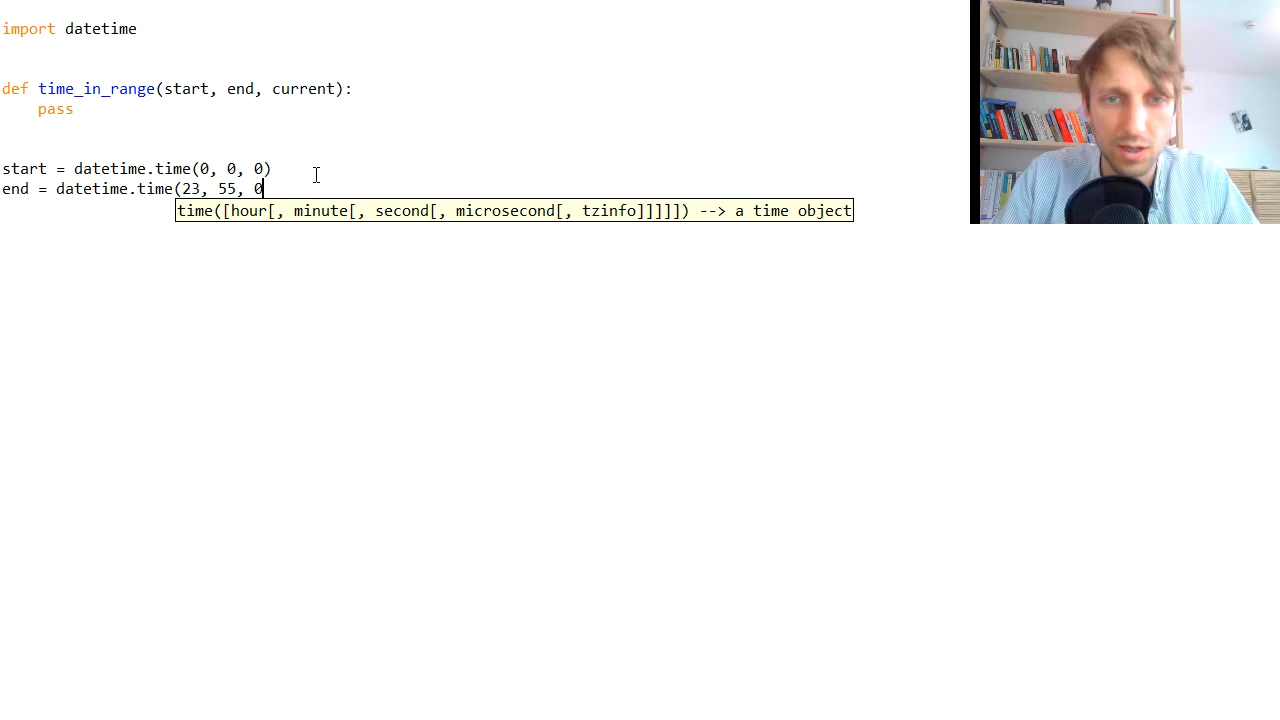 import datetime
def time_in_range(start, end, current):
    pass
start = datetime.time(0, 0, 0)
end = datetime.time(23, 55, 0
time([hour[, minute[, second[, microsecond[, tzinfo]]]]]) --> a time object